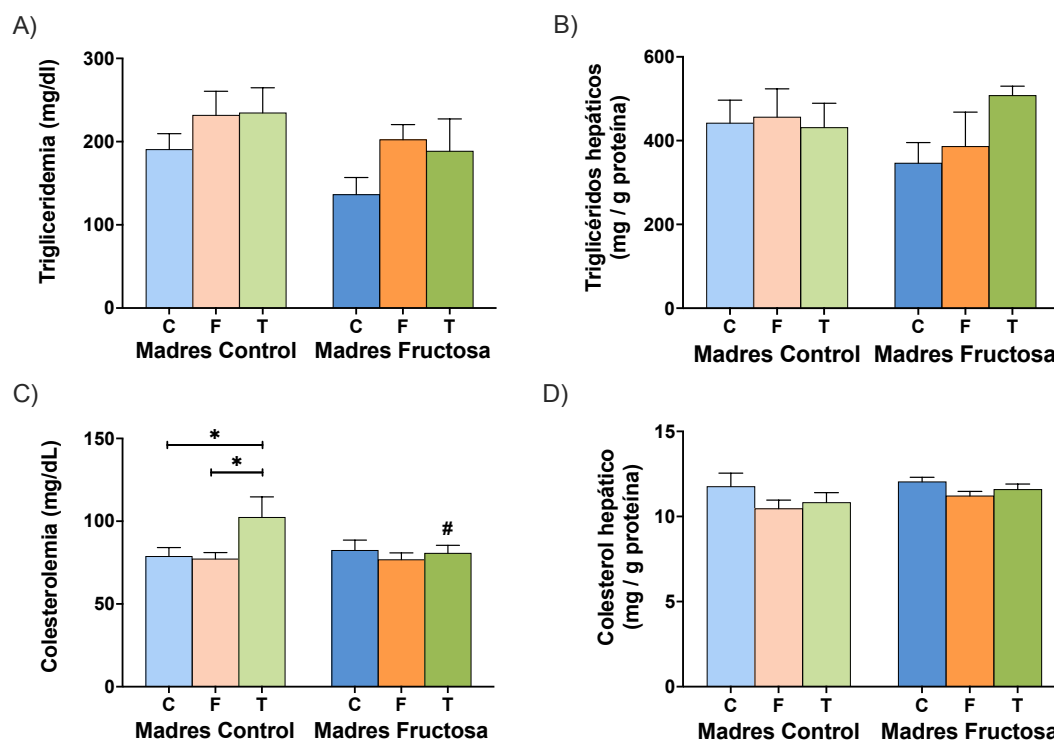 A)
Trigliceridemia (mg/dl)
300
200
100
0
C F T C F T
Madres Control Madres Fructosa
B)
Triglicéridos hepáticos
(mg / g proteína)
600
400
200
0
C F T C F T
Madres Control Madres Fructosa
C)
Colesterolemia (mg/dL)
150
100
50
0
*
*
#
C F T C F T
Madres Control Madres Fructosa
D)
Colesterol hepático
(mg / g proteína)
15
10
5
0
C F T C F T
Madres Control Madres Fructosa